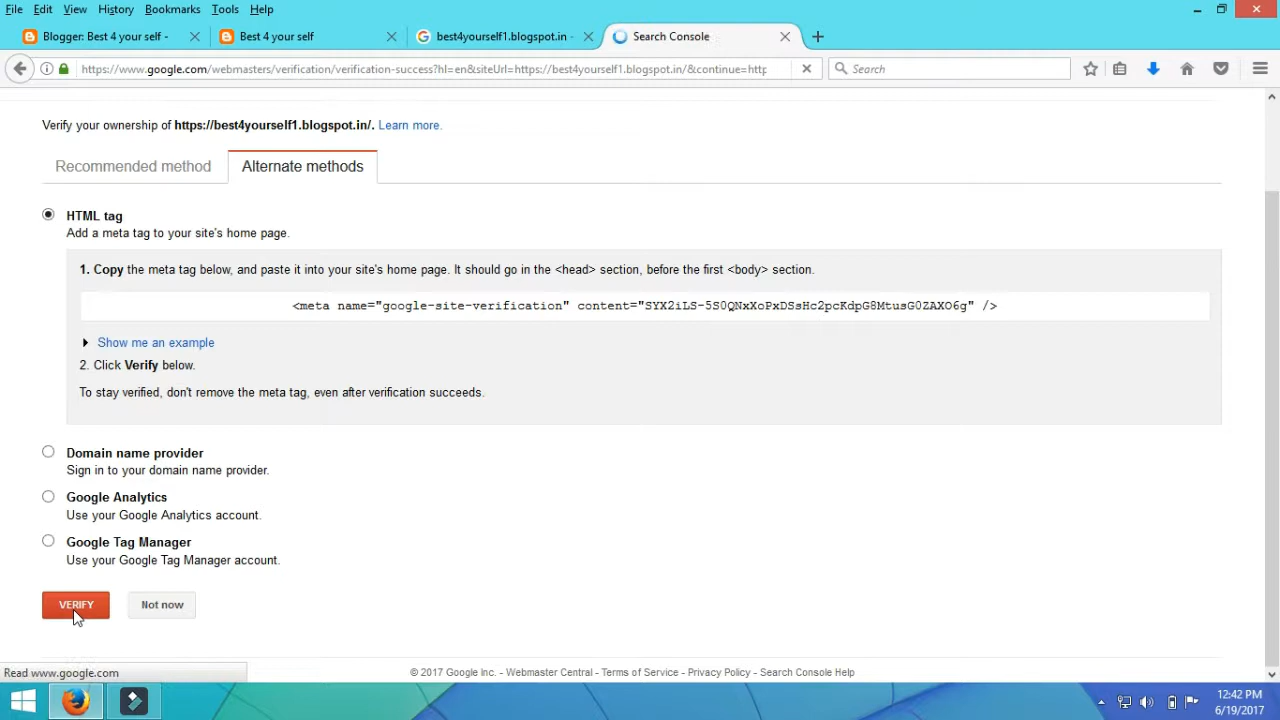 File Edit View History Bookmarks Tools Help
Blogger: Best 4 your self -
Best 4 your self
best4yourself1.blogspot.in -
Search Console
https://www.google.com/webmasters/verification/verification-success?hl=en&siteUrl=https://best4yourself1.blogspot.in/&continue=http
Search
Verify your ownership of https://best4yourself1.blogspot.in/. Learn more.
Recommended method
Alternate methods
HTML tag
Add a meta tag to your site's home page.
1. Copy the meta tag below, and paste it into your site's home page. It should go in the <head> section, before the first <body> section.
<meta name="google-site-verification" content="SYX2iLS-5S0QNxXoPxDSsHc2pcKdpG8MtusG0ZAXO6g" />
Show me an example
2. Click Verify below.
To stay verified, don't remove the meta tag, even after verification succeeds.
Domain name provider
Sign in to your domain name provider.
Google Analytics
Use your Google Analytics account.
Google Tag Manager
Use your Google Tag Manager account.
VERIFY
Not now
Read www.google.com
© 2017 Google Inc. - Webmaster Central - Terms of Service - Privacy Policy - Search Console Help
12:42 PM
6/19/2017